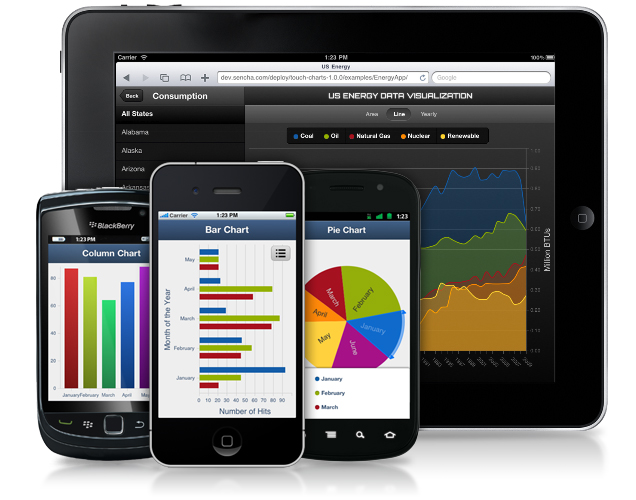 Carrier
1:23 PM
100%
US Energy
dev.sencha.com/deploy/touch-charts-1.0.0/examples/EnergyApp/
Google
Back
Consumption
US ENERGY DATA VISUALIZATION
All States
Area
Line
Yearly
Alabama
Coal
Oil
Natural Gas
Nuclear
Renewable
Alaska
Arizona
Arkansas
Million BTUs
BlackBerry
1:23 PM
Column Chart
80
60
40
20
0
January
February
March
April
May
Carrier
1:23 PM
Bar Chart
Month of the Year
May
April
March
February
January
0
10
20
30
40
50
60
70
80
90
Number of Hits
1:23
Pie Chart
March
February
April
January
May
June
January
February
March